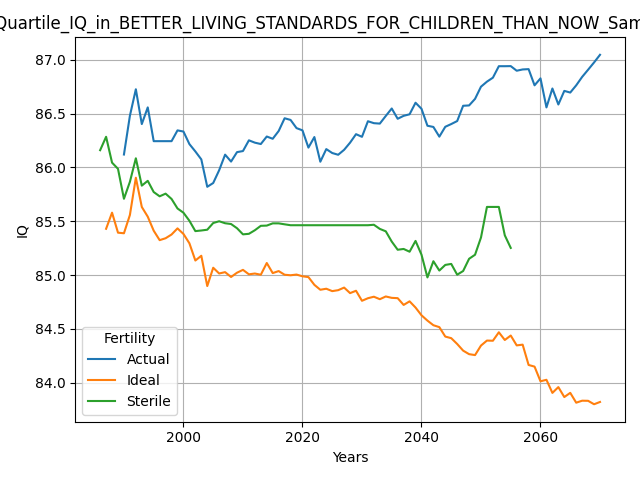 Quartile_IQ_in_BETTER_LIVING_STANDARDS_FOR_CHILDREN_THAN_NOW_Sam
87.0
86.5
86.0
85.5
85.0
84.5
84.0
IQ
Fertility
Actual
Ideal
Sterile
2000 2020 2040 2060
Years